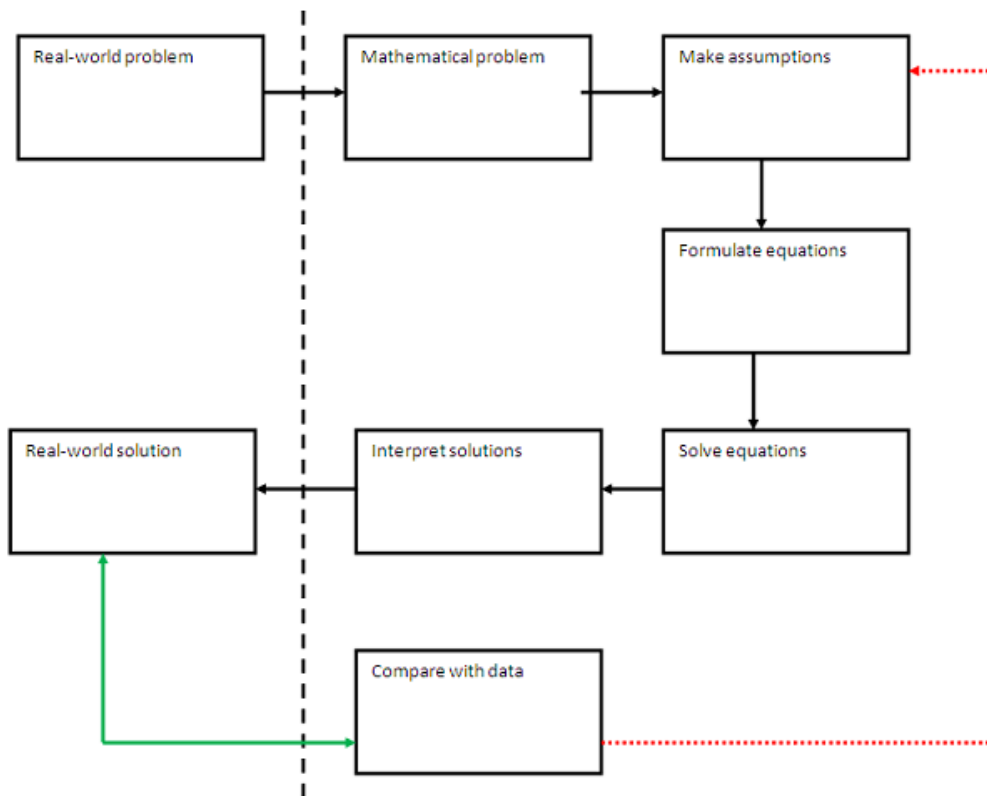 Real-world problem
Mathematical problem
Make assumptions
Formulate equations
Real-world solution
Interpret solutions
Solve equations
Compare with data